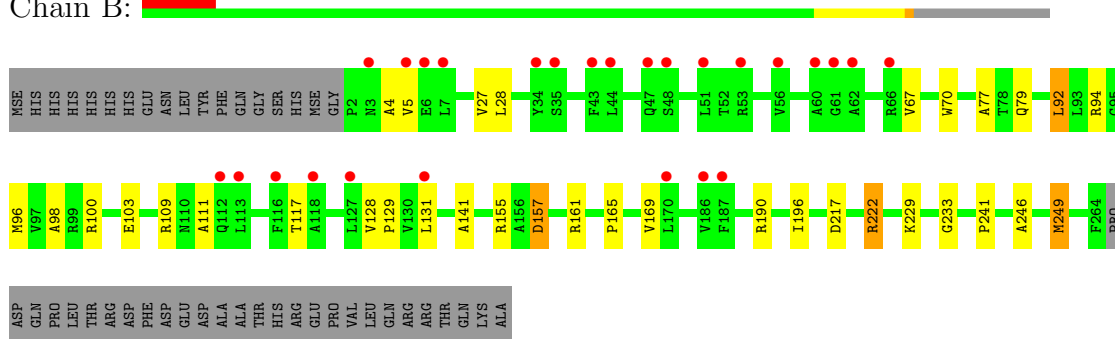 Chain B:
MSE HIS HIS HIS HIS HIS HIS GLU ASN LEU TYR PHE GLN GLY SER HIS MSE GLY P2 N3 A4 V5 E6 L7 V27 L28 Y34 S35 F43 L44 Q47 S48 L51 T52 R53 V56 A60 G61 A62 R66 V67 W70 A77 T78 Q79 L92 L93 R94 G95
M96 V97 A98 R99 R100 E103 R109 N110 A111 Q112 L113 F116 T117 A118 L127 V128 P129 V130 L131 A141 R155 A156 D157 R161 P165 V169 L170 V186 F187 R190 I196 D217 R222 K229 G233 P241 A246 M249 F264 PRO
ASP GLN PRO LEU THR ARG ASP PHE ASP GLU ASP ALA ALA THR HIS ARG GLU PRO VAL LEU GLN ARG ARG THR GLN LYS ALA